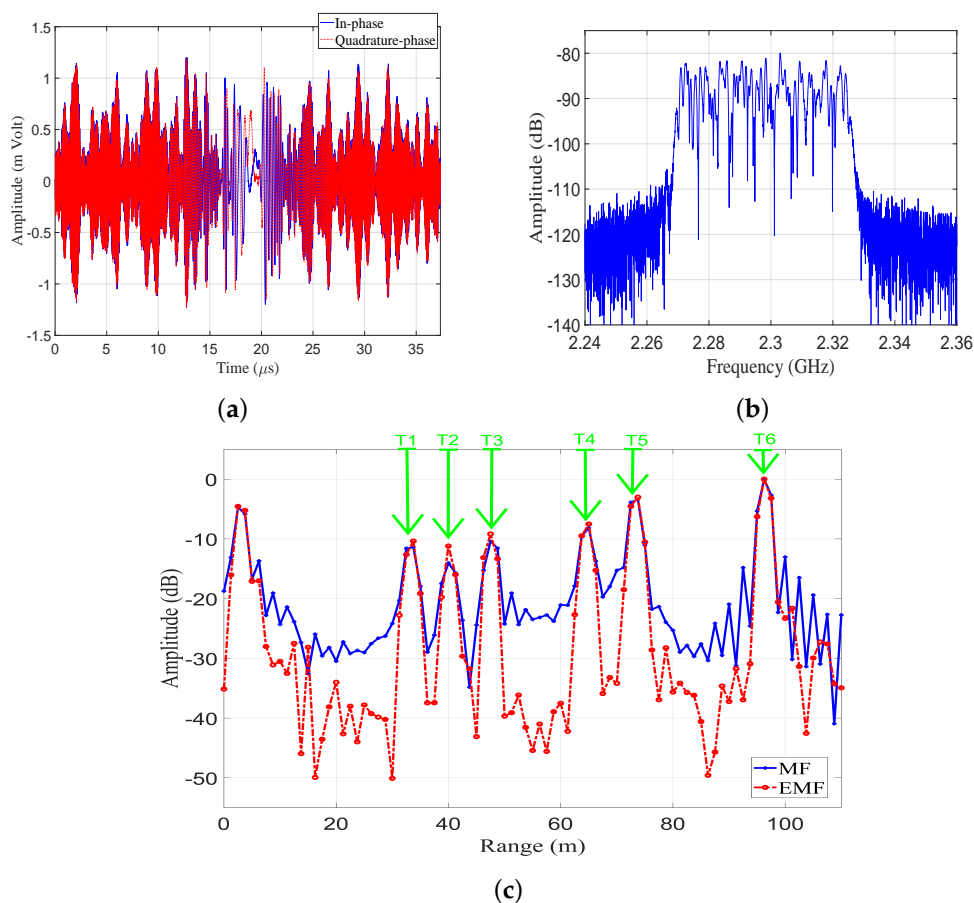 In-phase
Quadrature-phase
1.5
1
0.5
0
-0.5
-1
-1.5
Amplitude (m Volt)
0 5 10 15 20 25 30 35
Time (μs)
(a)
-80
-90
-100
-110
-120
-130
-140
Amplitude (dB)
2.24 2.26 2.28 2.3 2.32 2.34 2.36
Frequency (GHz)
(b)
T1 T2 T3 T4 T5 T6
0
-10
-20
-30
-40
-50
Amplitude (dB)
MF
EMF
0 20 40 60 80 100
Range (m)
(c)